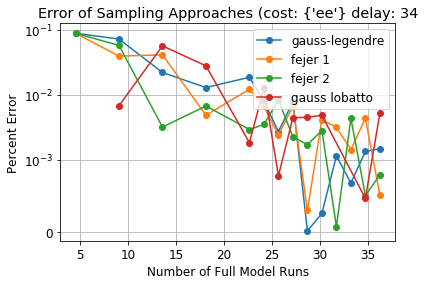 Error of Sampling Approaches (cost: {'ee'} delay: 34
10⁻¹
10⁻²
10⁻³
0
Percent Error
gauss-legendre
fejer 1
fejer 2
gauss lobatto
5 10 15 20 25 30 35
Number of Full Model Runs